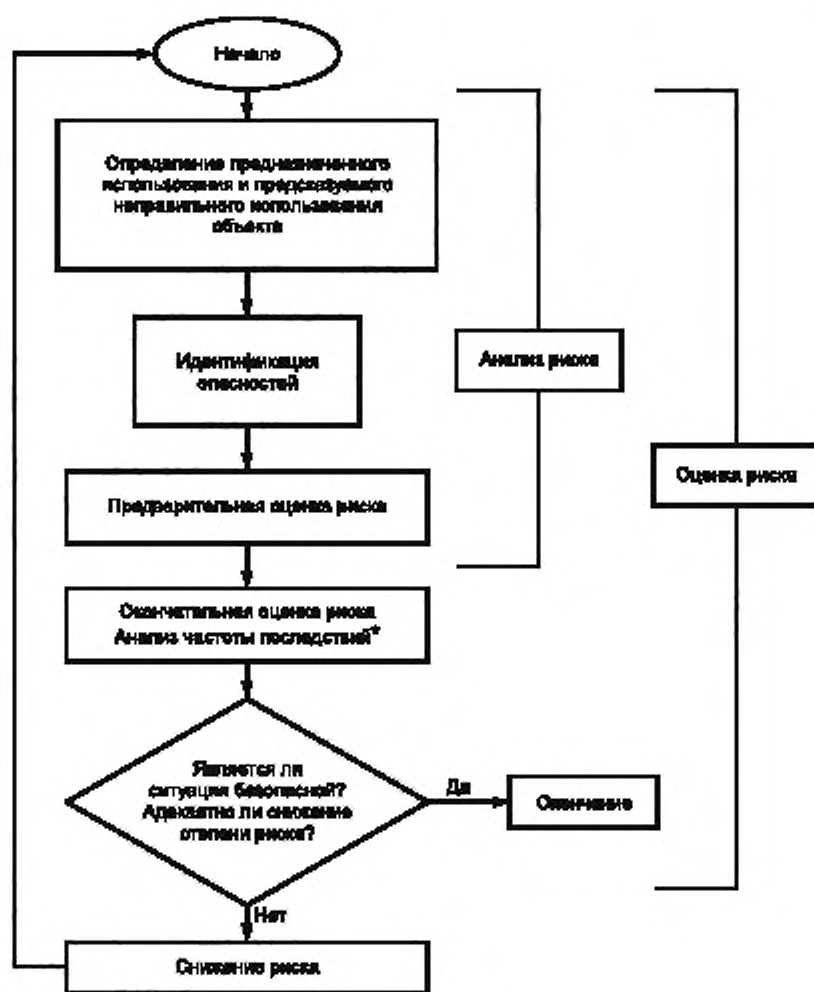 Начало
Определение предназначенного
использования и предсказуемого
неправильного использования
объекта
Идентификация
опасностей
Анализ риска
Оценка риска
Предварительная оценка риска
Окончательная оценка риска
Анализ частоты последствий*
Является ли
ситуация безопасной?
Адекватно ли снижение
степени риска?
Да
Окончание
Нет
Снижение риска